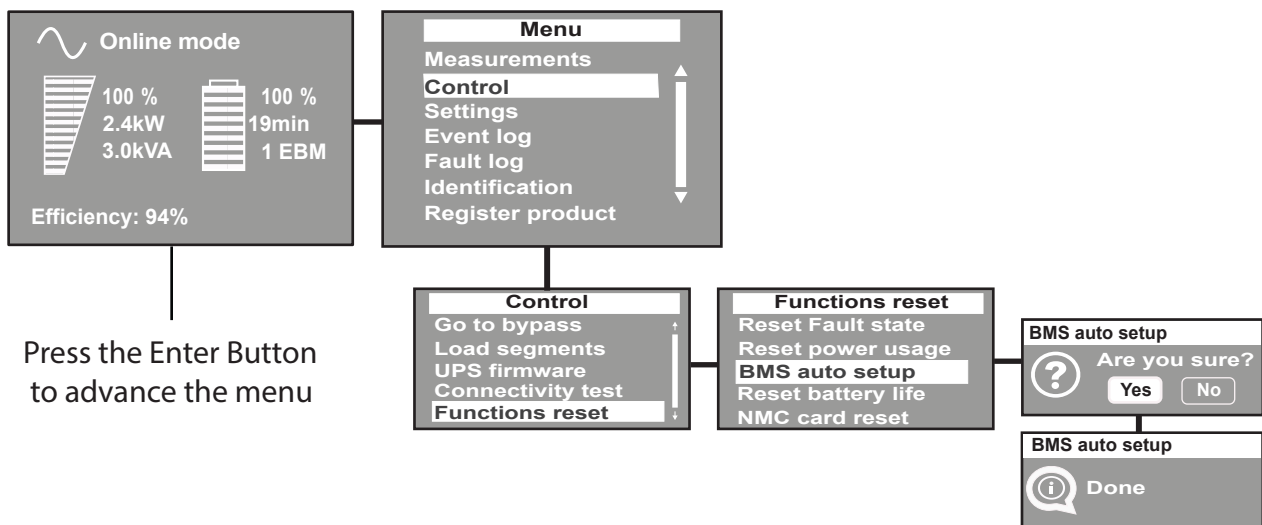 Online mode
100 %
2.4kW
3.0kVA
100 %
19min
1 EBM
Efficiency: 94%
Press the Enter Button
to advance the menu
Menu
Measurements
Control
Settings
Event log
Fault log
Identification
Register product
Control
Go to bypass
Load segments
UPS firmware
Connectivity test
Functions reset
Functions reset
Reset Fault state
Reset power usage
BMS auto setup
Reset battery life
NMC card reset
BMS auto setup
? Are you sure?
Yes No
BMS auto setup
i Done